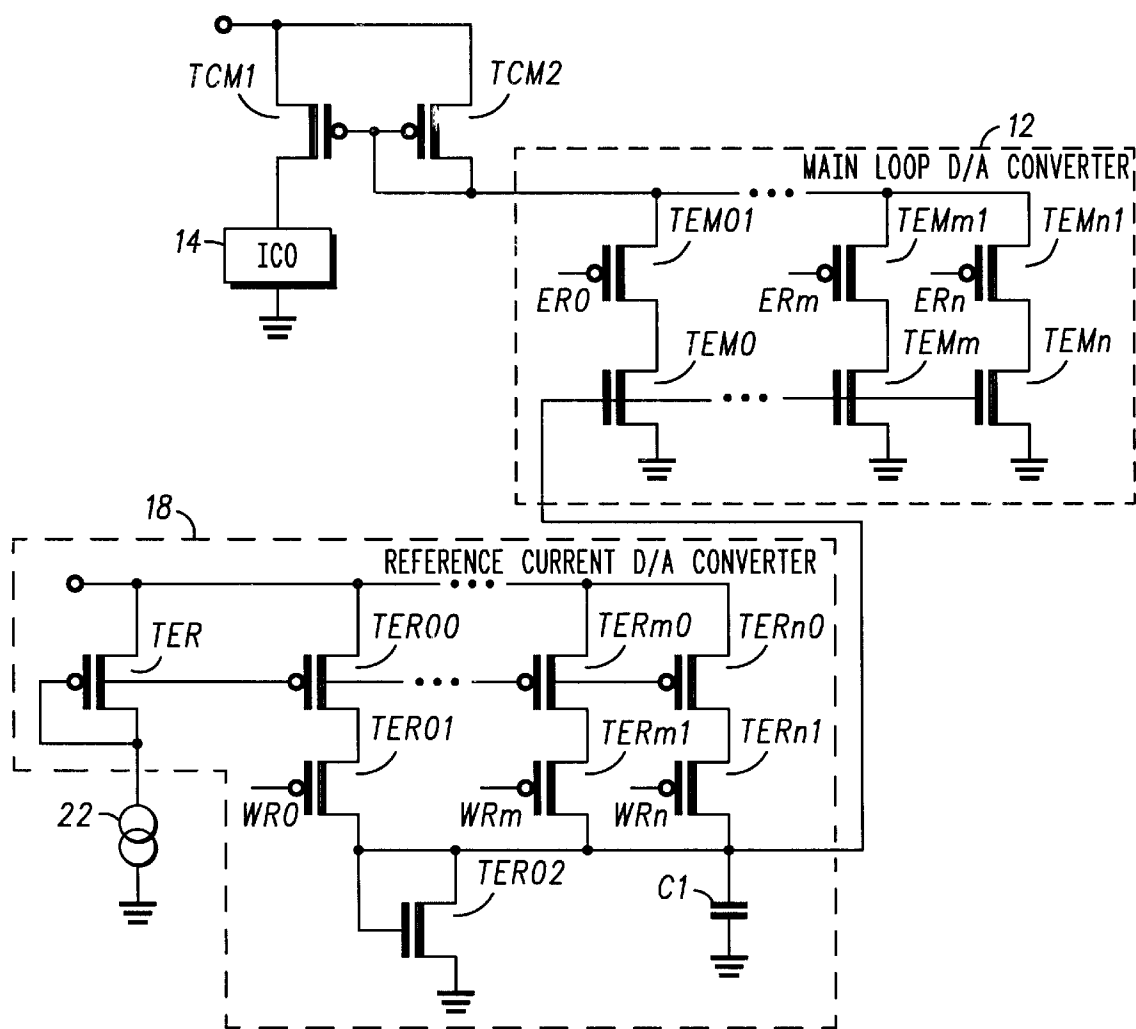 TCM1
TCM2
12
MAIN LOOP D/A CONVERTER
14
ICO
TEM01
TEMm1
TEMn1
ER0
ERm
ERn
TEM0
TEMm
TEMn
18
REFERENCE CURRENT D/A CONVERTER
TER
TER00
TERm0
TERn0
TER01
TERm1
TERn1
22
WR0
WRm
WRn
TER02
C1